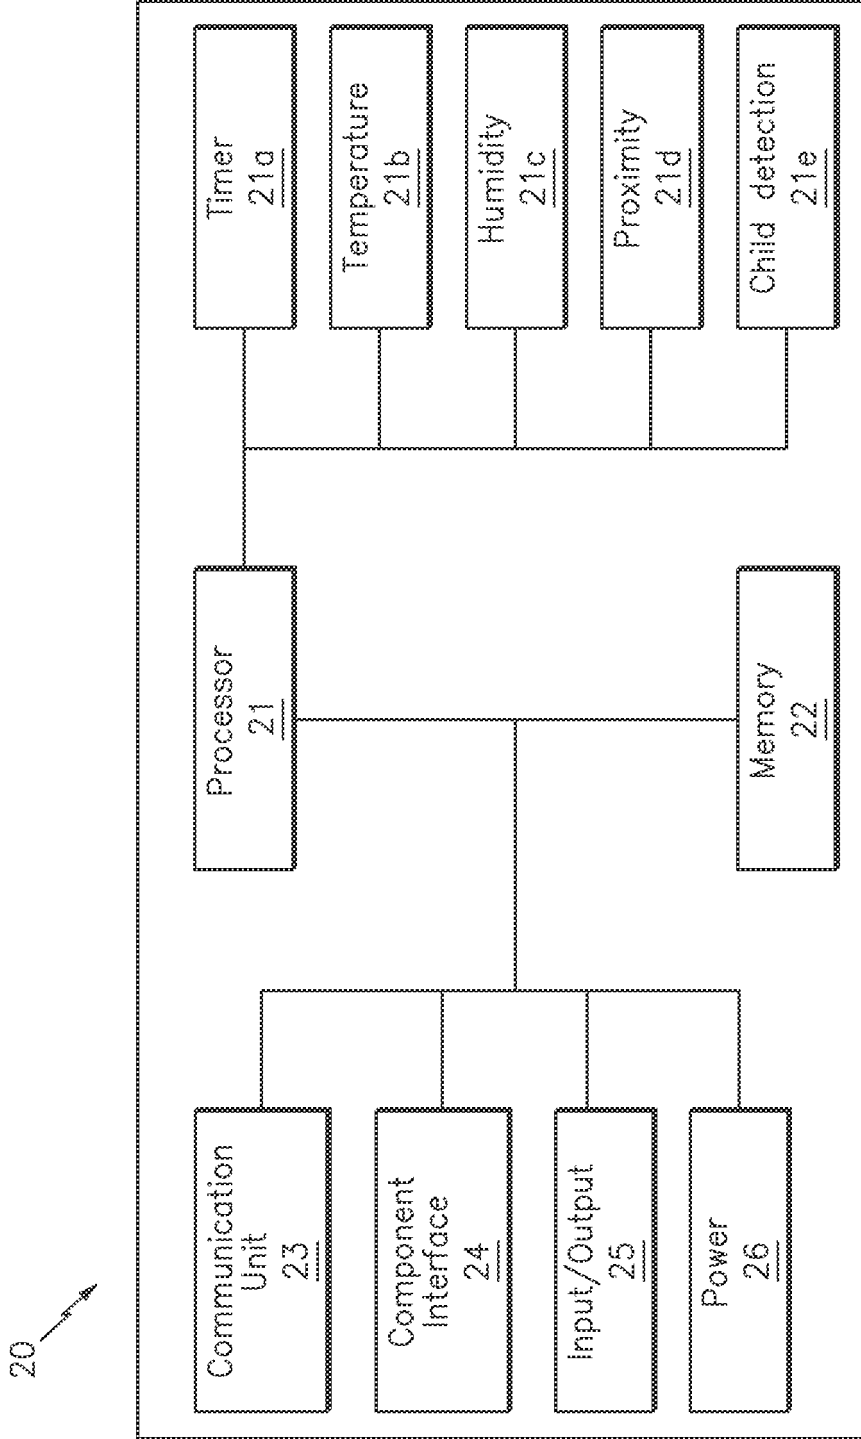 20
Communication
Unit
23
Component
Interface
24
Input/Output
25
Power
26
Processor
21
Memory
22
Timer
21a
Temperature
21b
Humidity
21c
Proximity
21d
Child detection
21e